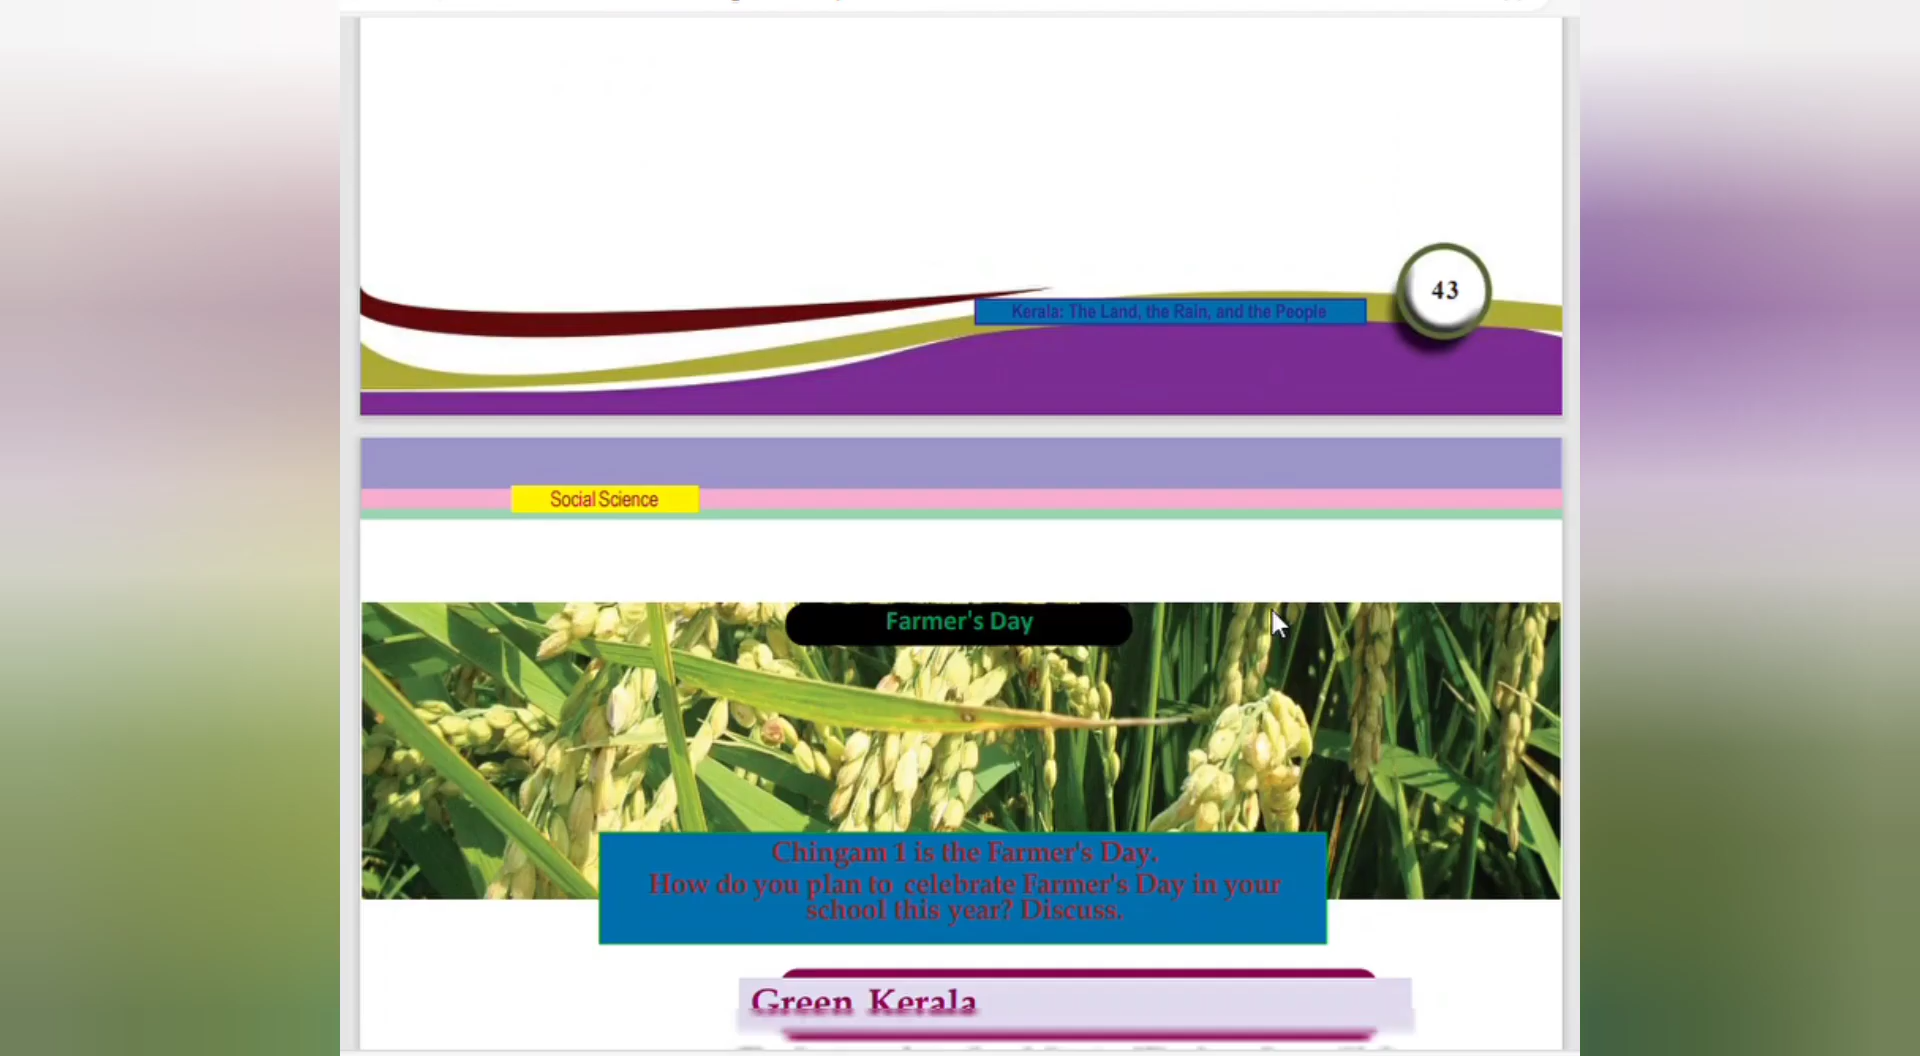 Kerala: The Land, the Rain, and the People
43
Social Science
Farmer's Day
Chingam 1 is the Farmer's Day.
How do you plan to celebrate Farmer's Day in your
school this year? Discuss.
Green Kerala